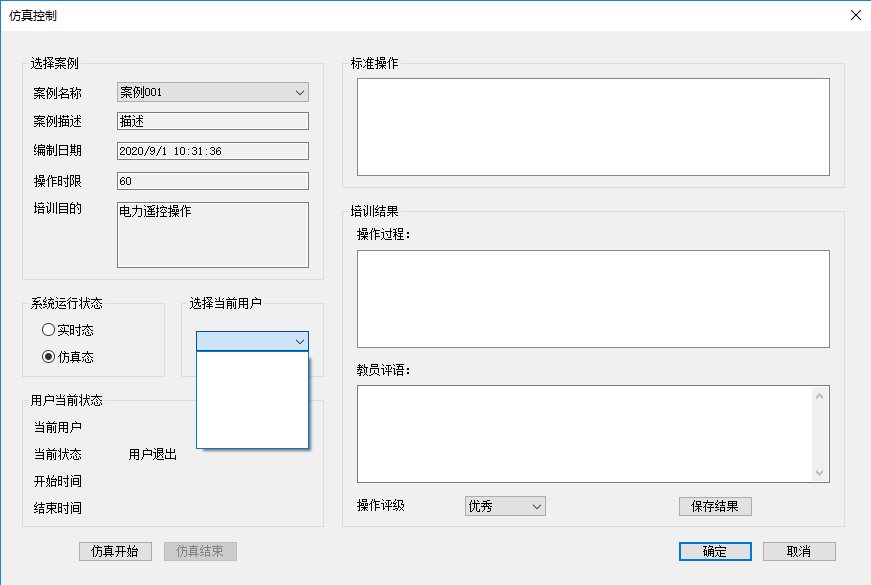 仿真控制
选择案例
案例名称 案例001
案例描述 描述
编制日期 2020/9/1 10:31:36
操作时限 60
培训目的 电力遥控操作
系统运行状态
实时态
仿真态
选择当前用户
用户当前状态
当前用户
当前状态 用户退出
开始时间
结束时间
仿真开始 仿真结束
标准操作
培训结果
操作过程:
教员评语:
操作评级 优秀 保存结果
确定 取消